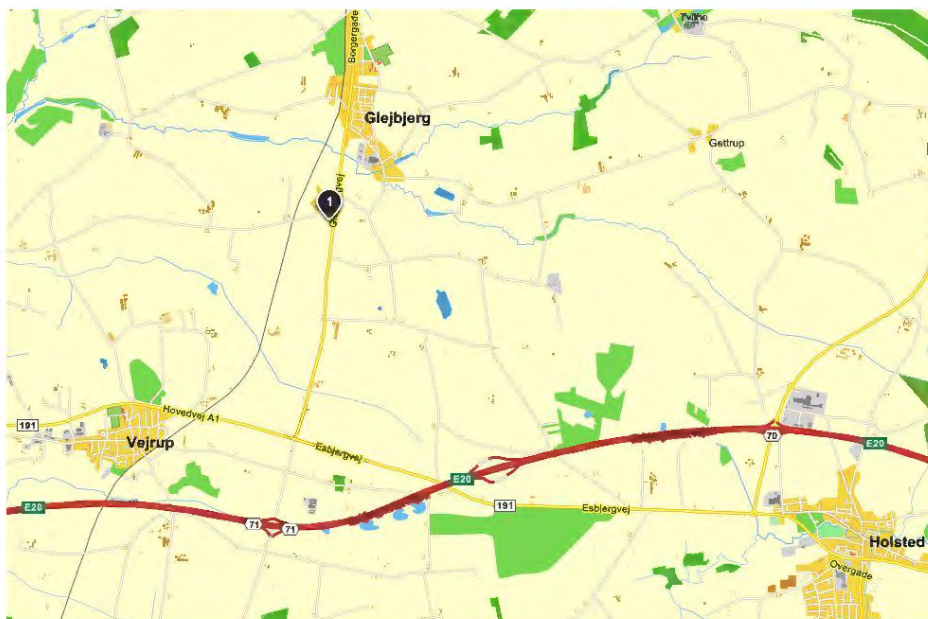 Borgergade
Tvilho
Glejbjerg
Gettrup
1
Hovedvej A1
191
Vejrup
Esbjergvej
E20
70
E20
E20
191
Esbjergvej
71
71
Holsted
Overgade